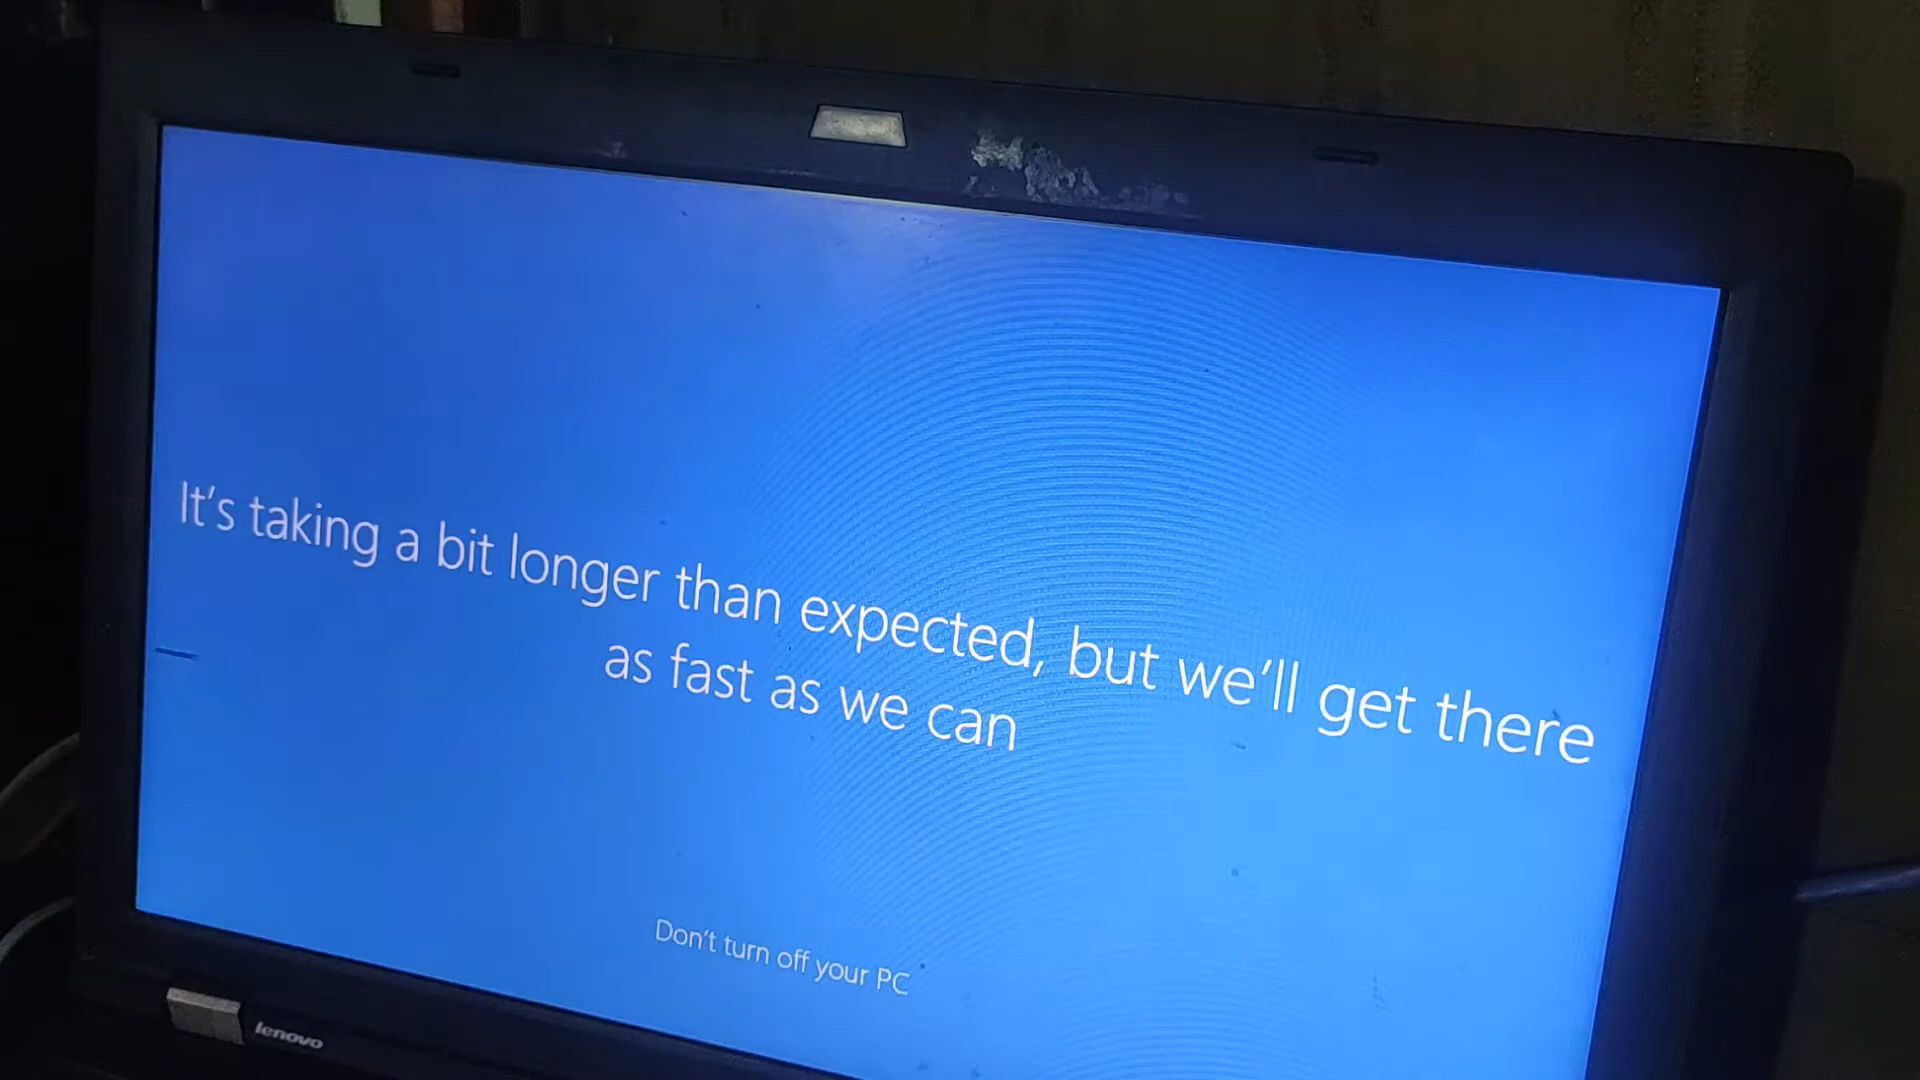 It's taking a bit longer than expected, but we'll get there
as fast as we can
Don't turn off your PC
lenovo